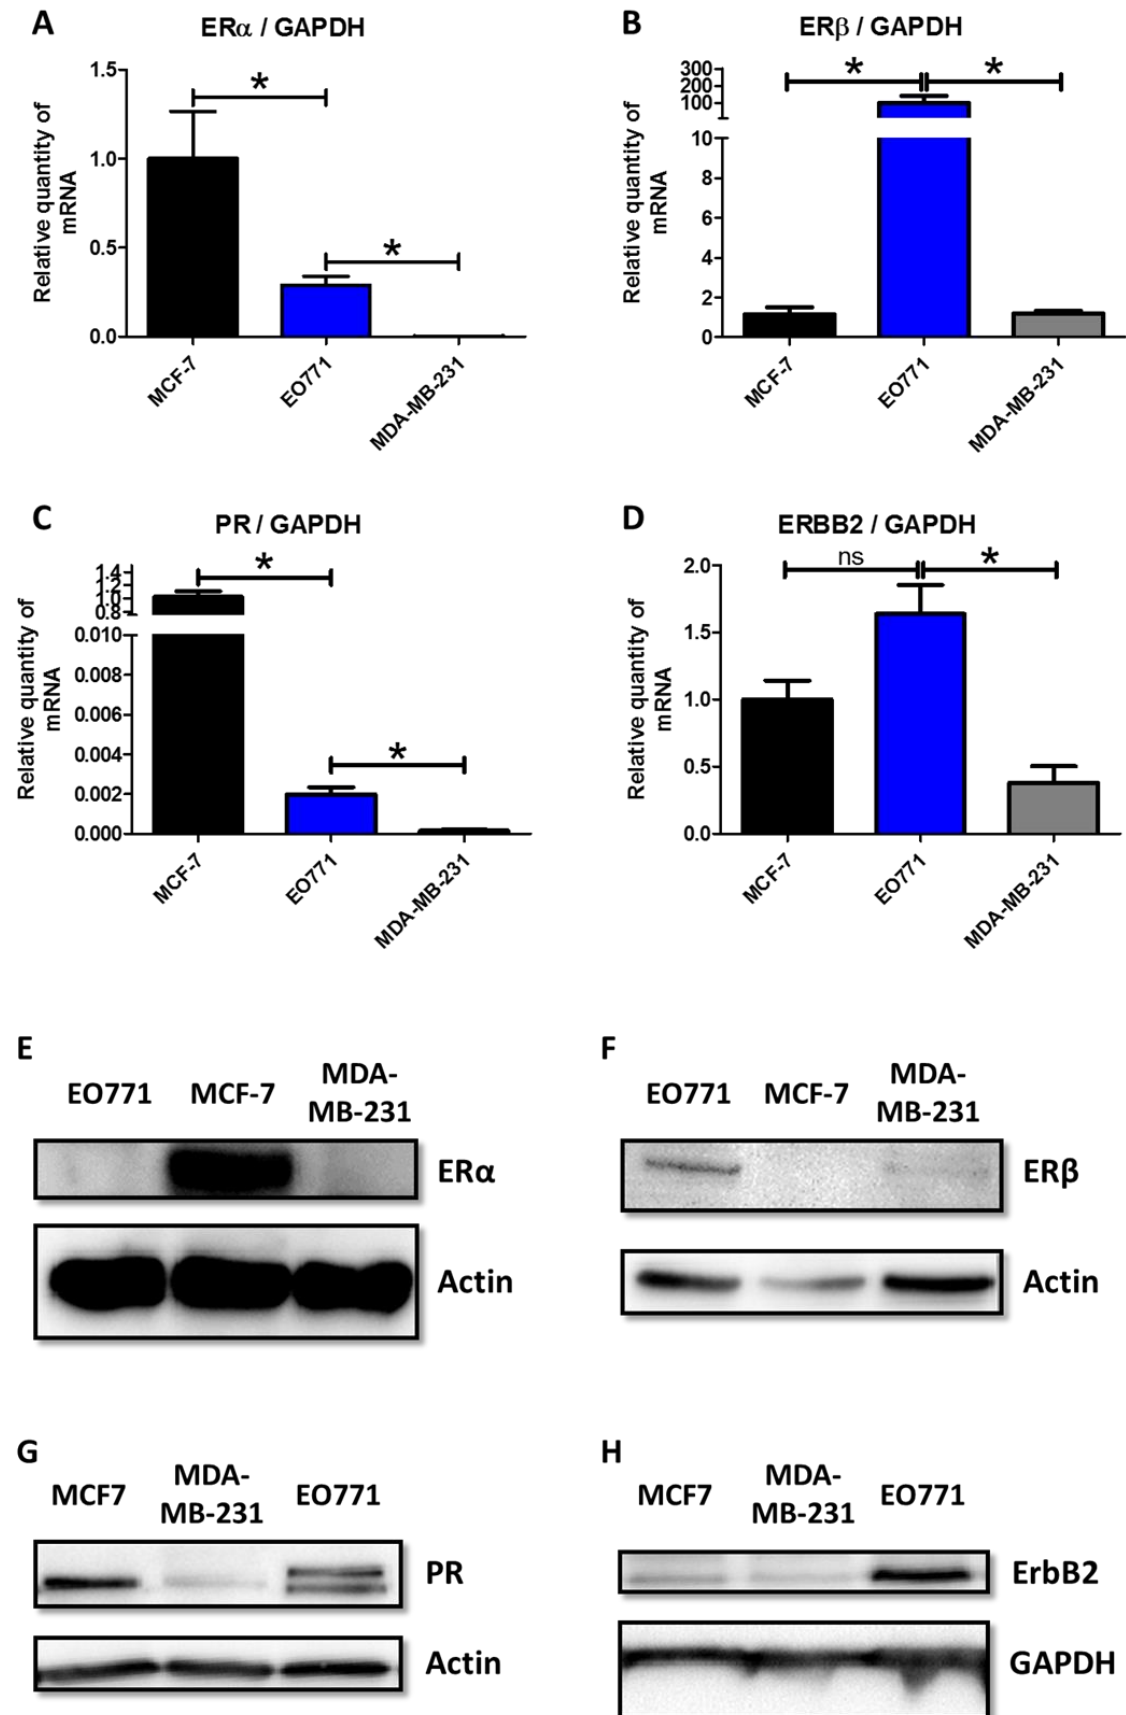 A
ERα / GAPDH
Relative quantity of
mRNA
1.5
1.0
0.5
0.0
*
*
MCF-7
EO771
MDA-MB-231
B
ERβ / GAPDH
Relative quantity of
mRNA
300
200
100
10
8
6
4
2
0
*
*
MCF-7
EO771
MDA-MB-231
C
PR / GAPDH
Relative quantity of
mRNA
1.4
1.2
1.0
0.8
0.010
0.008
0.006
0.004
0.002
0.000
*
*
MCF-7
EO771
MDA-MB-231
D
ERBB2 / GAPDH
Relative quantity of
mRNA
2.0
1.5
1.0
0.5
0.0
ns
*
MCF-7
EO771
MDA-MB-231
E
EO771 MCF-7 MDA-
MB-231
ERα
Actin
F
EO771 MCF-7 MDA-
MB-231
ERβ
Actin
G
MCF7 MDA-
MB-231 EO771
PR
Actin
H
MCF7 MDA-
MB-231 EO771
ErbB2
GAPDH